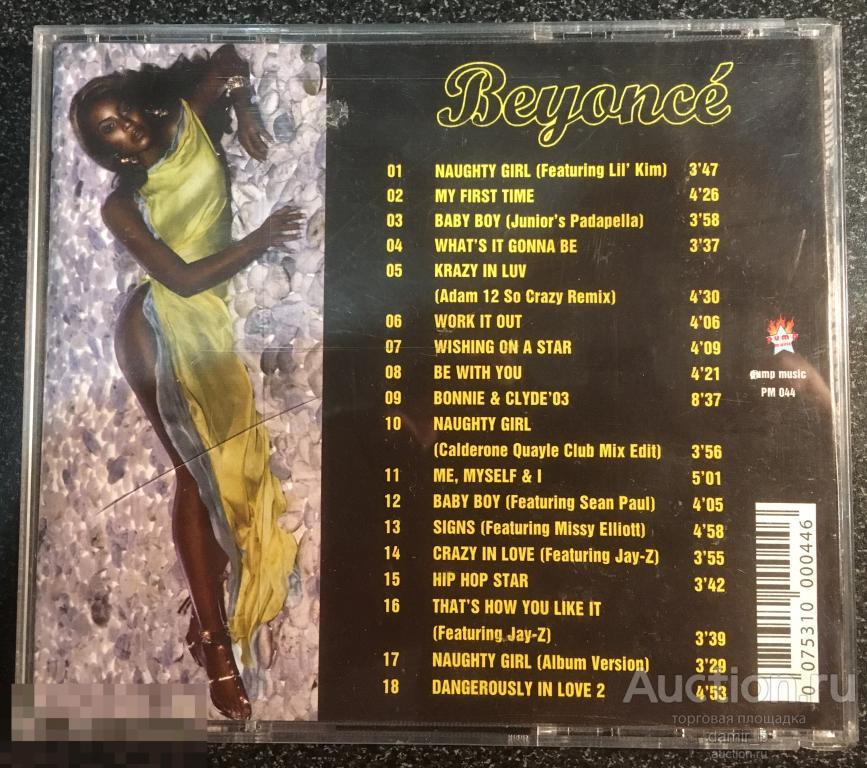 Beyoncé
01 NAUGHTY GIRL (Featuring Lil' Kim) 3'47
02 MY FIRST TIME 4'26
03 BABY BOY (Junior's Padapella) 3'58
04 WHAT'S IT GONNA BE 3'37
05 KRAZY IN LUV
(Adam 12 So Crazy Remix) 4'30
06 WORK IT OUT 4'06
07 WISHING ON A STAR 4'09
08 BE WITH YOU 4'21
09 BONNIE & CLYDE'03 8'37
10 NAUGHTY GIRL
(Calderone Quayle Club Mix Edit) 3'56
11 ME, MYSELF & I 5'01
12 BABY BOY (Featuring Sean Paul) 4'05
13 SIGNS (Featuring Missy Elliott) 4'58
14 CRAZY IN LOVE (Featuring Jay-Z) 3'55
15 HIP HOP STAR 3'42
16 THAT'S HOW YOU LIKE IT
(Featuring Jay-Z) 3'39
17 NAUGHTY GIRL (Album Version) 3'29
18 DANGEROUSLY IN LOVE 2 4'53
music
PM 044
0 075310 000446
Auction.ru
торговая площадка
auction.ru